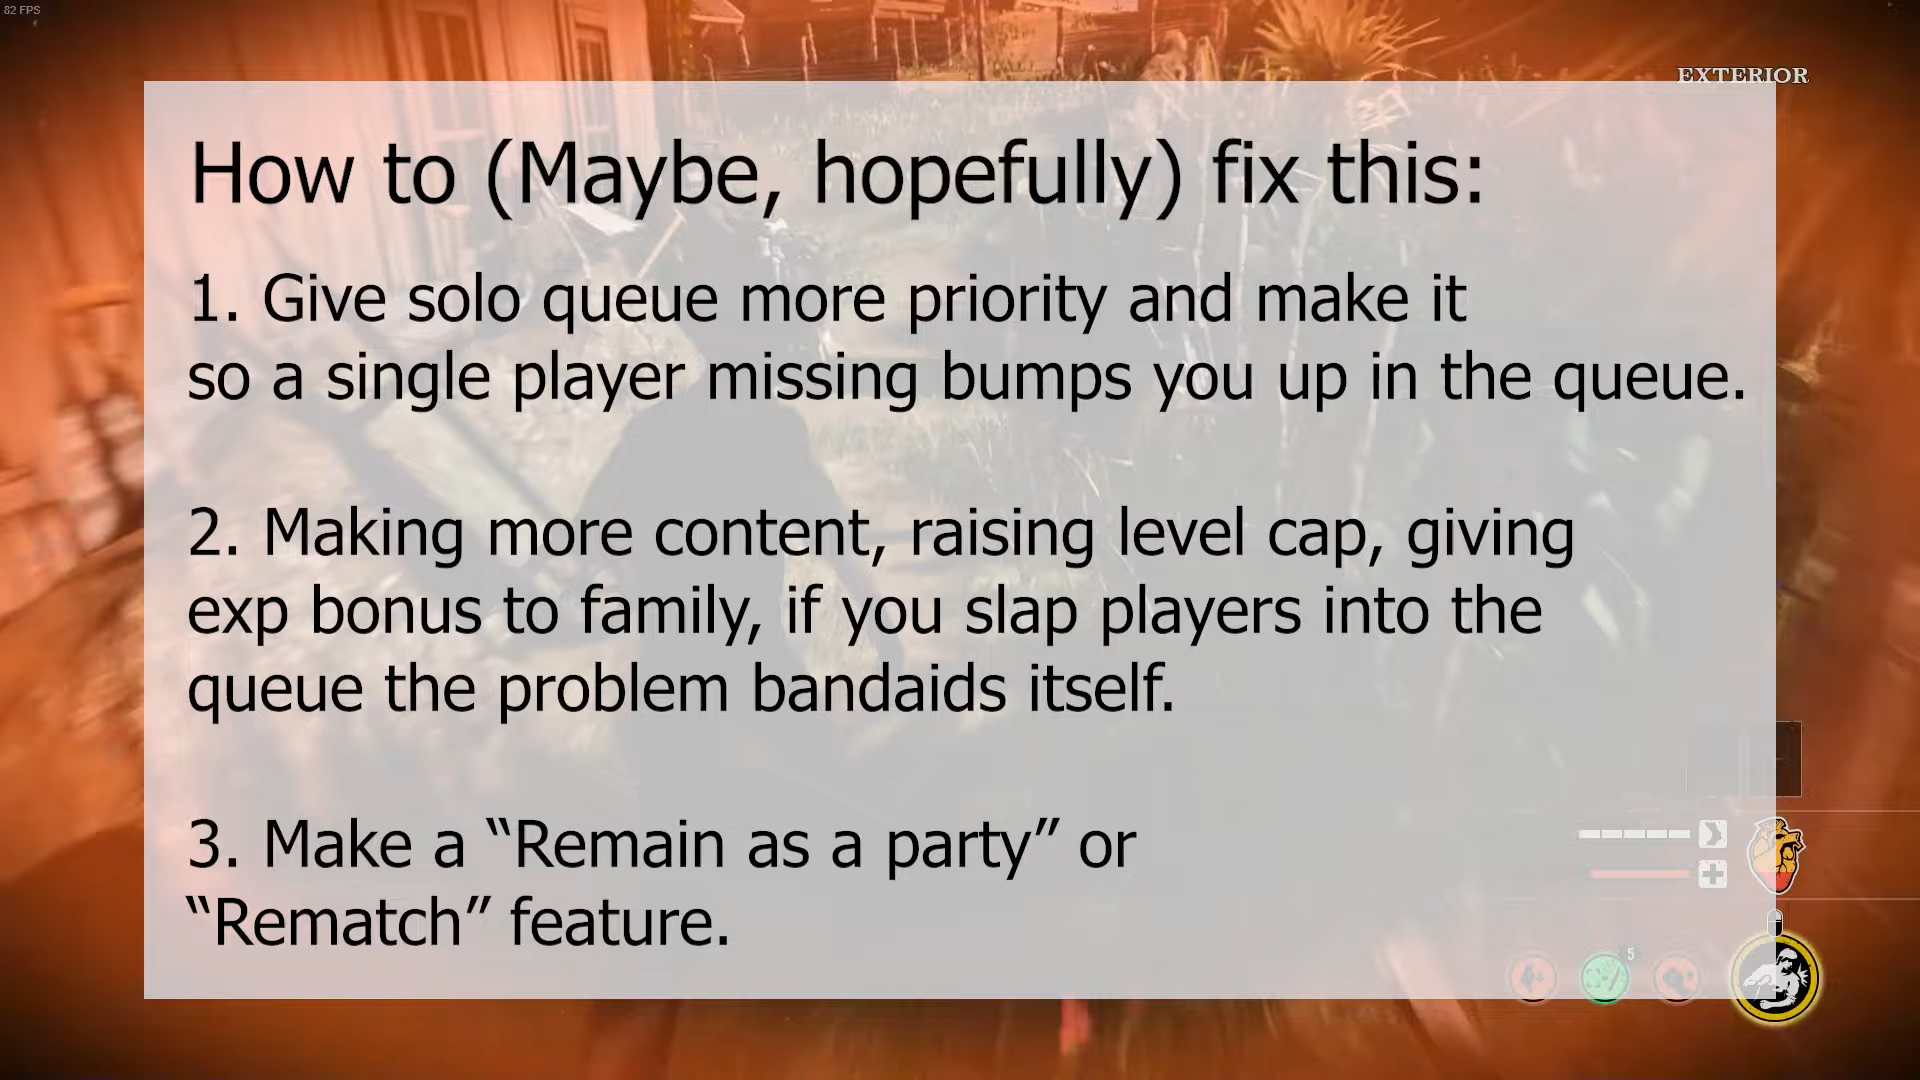 82 FPS
EXTERIOR
How to (Maybe, hopefully) fix this:
1. Give solo queue more priority and make it
so a single player missing bumps you up in the queue.
2. Making more content, raising level cap, giving
exp bonus to family, if you slap players into the
queue the problem bandaids itself.
3. Make a “Remain as a party” or
“Rematch” feature.
5